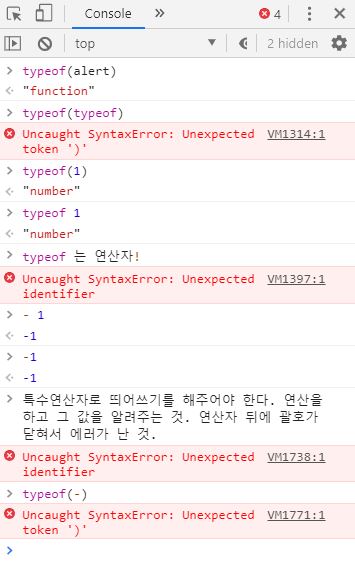 Console » 4
top 2 hidden
> typeof(alert)
"function"
> typeof(typeof)
Uncaught SyntaxError: Unexpected VM1314:1
token ')'
> typeof(1)
"number"
> typeof 1
"number"
> typeof 는 연산자!
Uncaught SyntaxError: Unexpected VM1397:1
identifier
> - 1
-1
> -1
-1
> 특수연산자로 띄어쓰기를 해주어야 한다. 연산을
하고 그 값을 알려주는 것. 연산자 뒤에 괄호가
닫혀서 에러가 난 것.
Uncaught SyntaxError: Unexpected VM1738:1
identifier
> typeof(-)
Uncaught SyntaxError: Unexpected VM1771:1
token ')'
>